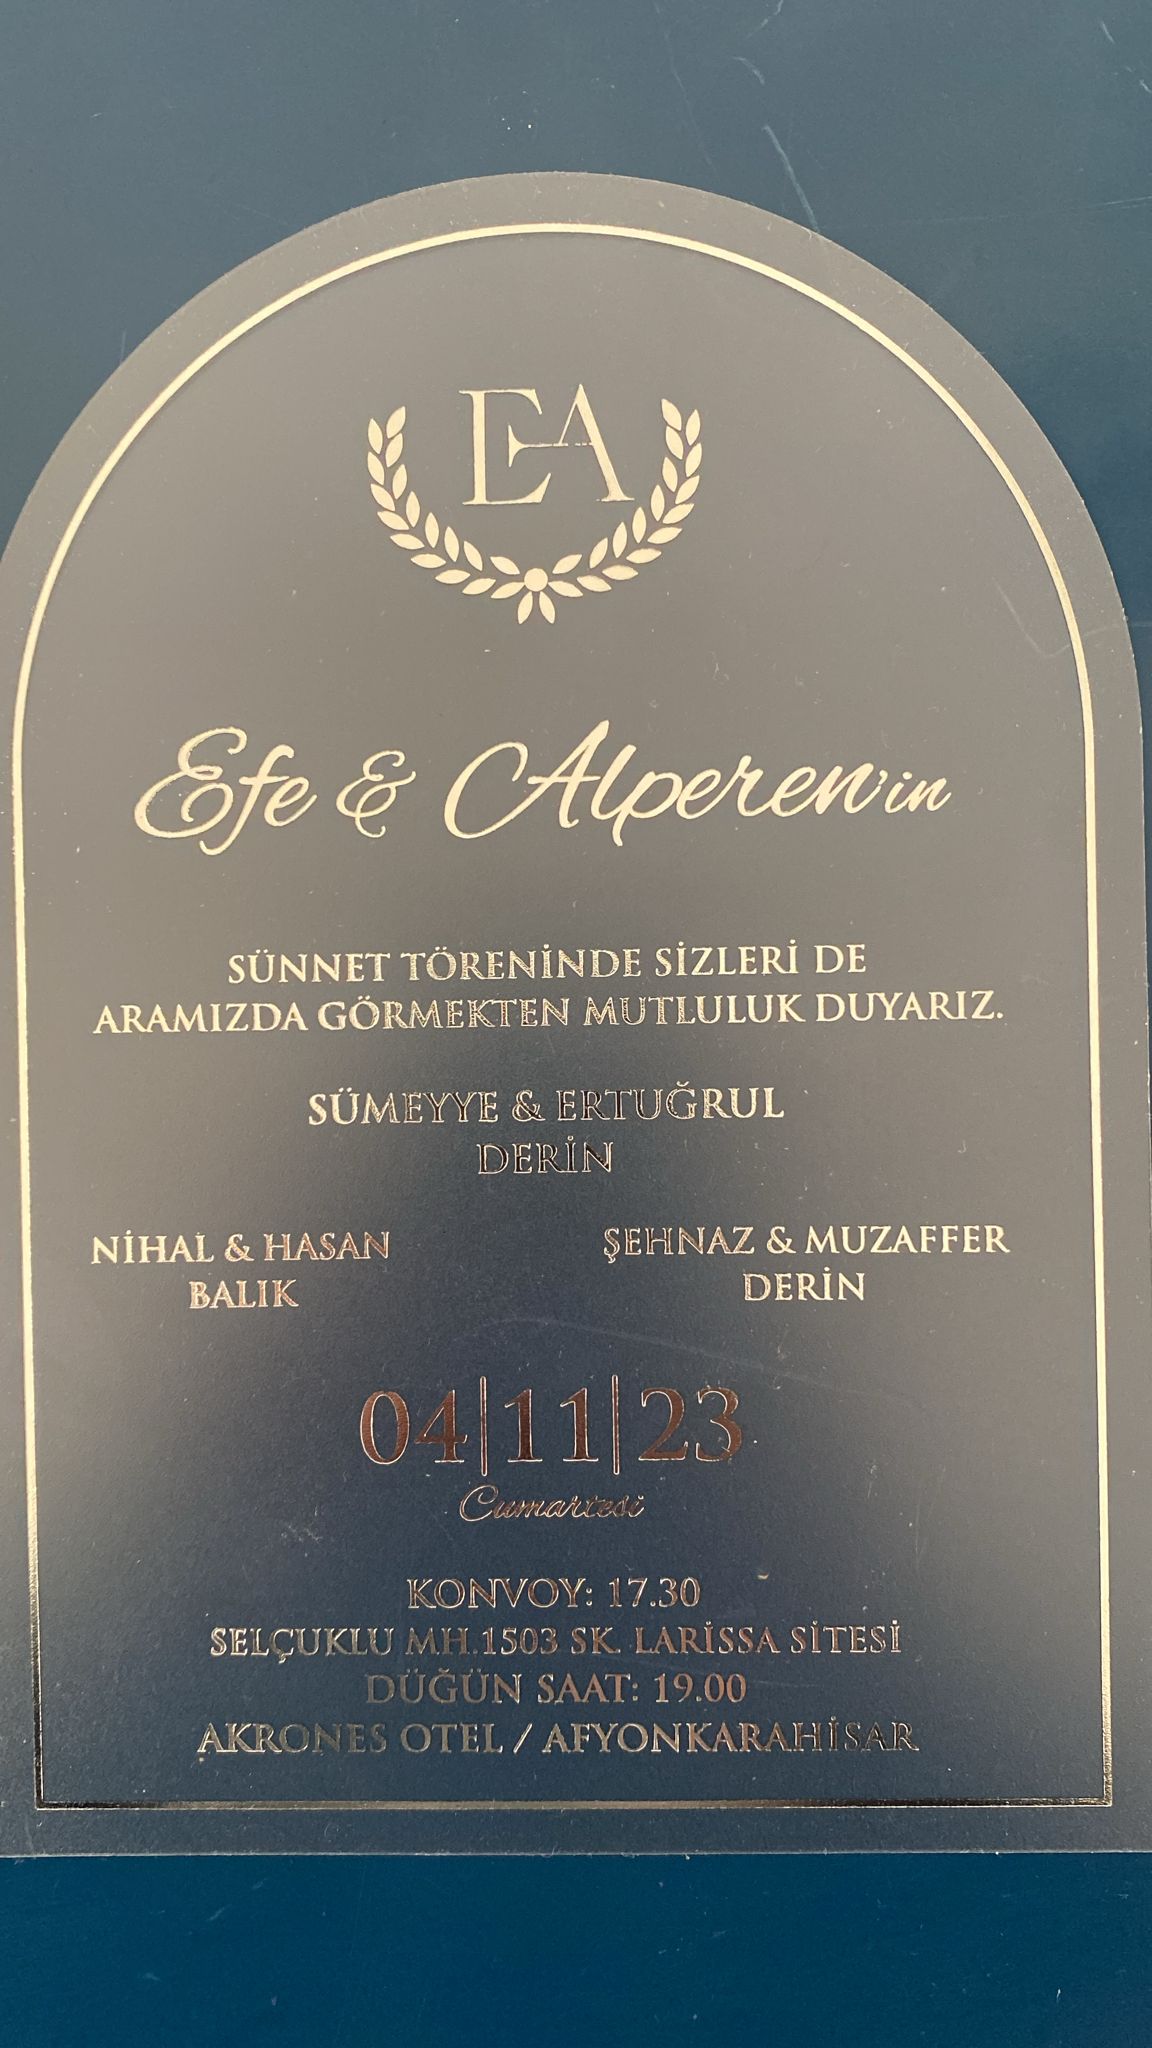 EA
Efe & Alperen'in
SÜNNET TÖRENİNDE SİZLERİ DE
ARAMIZDA GÖRMEKTEN MUTLULUK DUYARIZ.
SÜMEYYE & ERTUĞRUL
DERİN
NİHAL & HASAN
BALIK
ŞEHNAZ & MUZAFFER
DERİN
04|11|23
Cumartesi
KONVOY: 17.30
SELÇUKLU MH.1503 SK. LARİSSA SİTESİ
DÜĞÜN SAAT: 19.00
AKRONES OTEL / AFYONKARAHİSAR